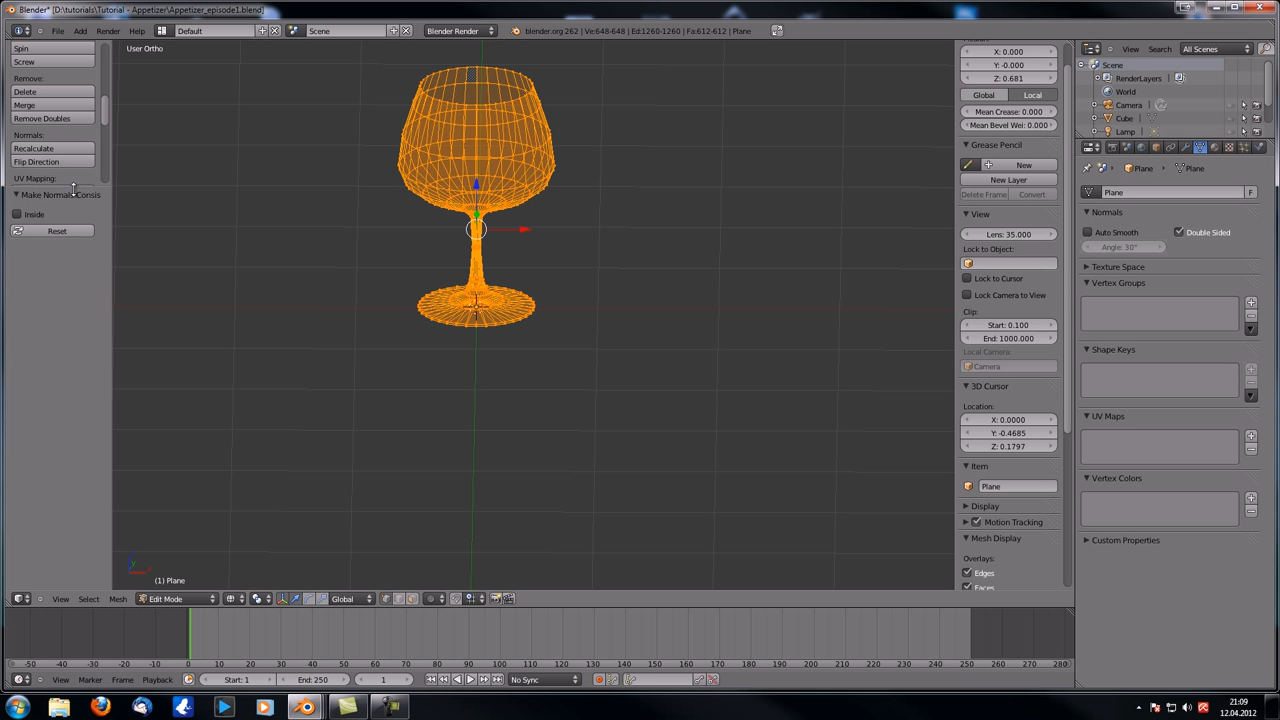 Blender* [D:\tutorials\Tutorial - Appetizer\Appetizer_episode1.blend]
File Add Render Help Default Scene Blender Render blender.org 262 | Ve:648-648 | Ed:1260-1260 | Fa:612-612 | Plane
Spin
Screw
Remove:
Delete
Merge
Remove Doubles
Normals:
Recalculate
Flip Direction
UV Mapping:
Make Normals Consis
Inside
Reset
User Ortho
(1) Plane
X: 0.000
Y: -0.000
Z: 0.681
Global Local
Mean Crease: 0.000
Mean Bevel Wei: 0.000
Grease Pencil
New
New Layer
Delete Frame Convert
View
Lens: 35.000
Lock to Object:
Lock to Cursor
Lock Camera to View
Clip:
Start: 0.100
End: 1000.000
Local Camera:
Camera
3D Cursor
Location:
X: 0.0000
Y: -0.4685
Z: 0.1797
Item
Plane
Display
Motion Tracking
Mesh Display
Overlays:
Edges
Faces
View Search All Scenes
Scene
RenderLayers
World
Camera
Cube
Lamp
Plane Plane
Plane F
Normals
Auto Smooth Double Sided
Angle: 30°
Texture Space
Vertex Groups
Shape Keys
UV Maps
Vertex Colors
Custom Properties
View Select Mesh Edit Mode Global
-50 -40 -30 -20 -10 0 10 20 30 40 50 60 70 80 90 100 110 120 130 140 150 160 170 180 190 200 210 220 230 240 250 260 270 280
View Marker Frame Playback Start: 1 End: 250 1 No Sync
21:09
12.04.2012